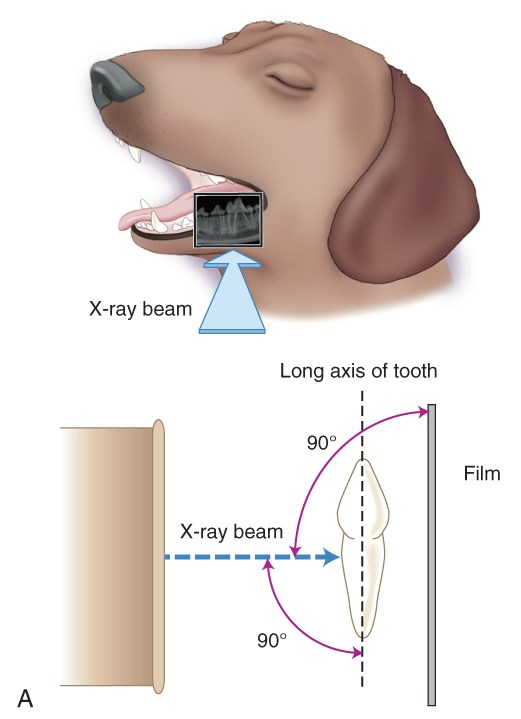 X-ray beam
Long axis of tooth
90°
Film
X-ray beam
90°
A